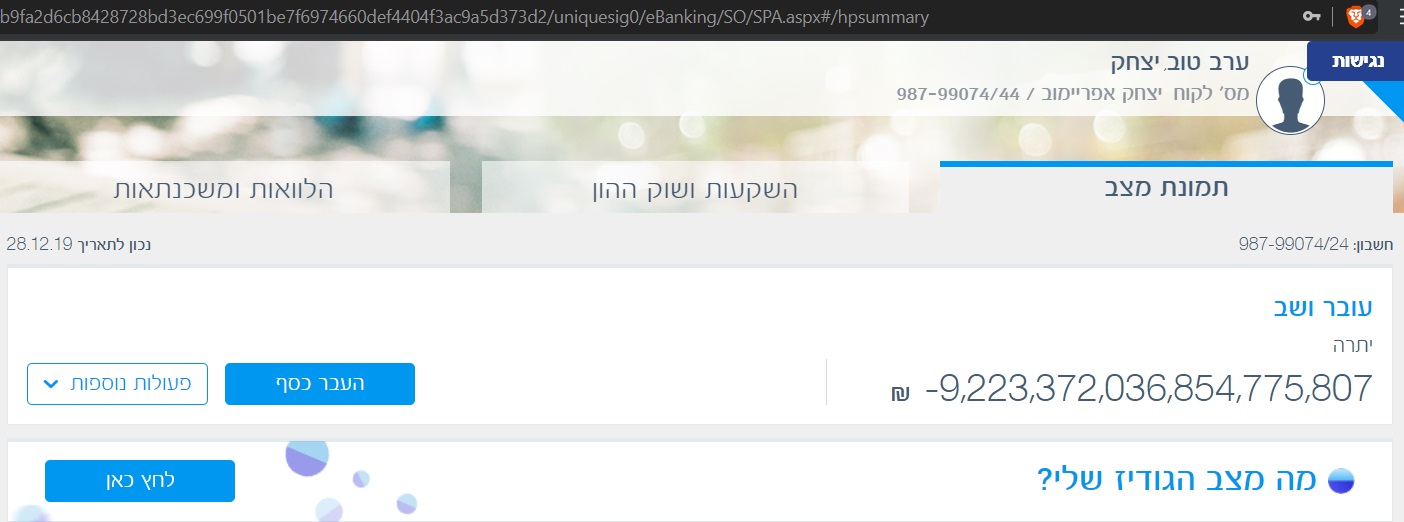 b9fa2d6cb8428728bd3ec699f0501be7f6974660def4404f3ac9a5d373d2/uniquesig0/eBanking/SO/SPA.aspx#/hpsummary
4
נגישות
ערב טוב, יצחק
מס' לקוח יצחק אפריימוב / 987-99074/44
תמונת מצב
השקעות ושוק ההון
הלוואות ומשכנתאות
חשבון: 987-99074/24
נכון לתאריך 28.12.19
עובר ושב
יתרה
-9,223,372,036,854,775,807 ₪
העבר כסף
פעולות נוספות
מה מצב הגודיז שלי?
לחץ כאן